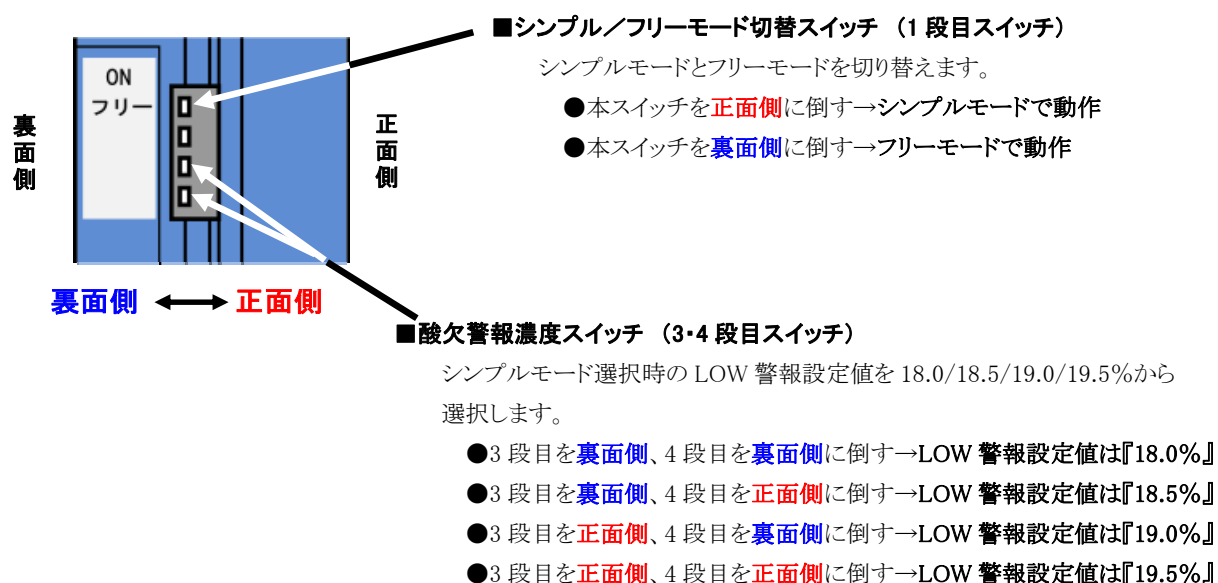 ■シンプル／フリーモード切替スイッチ （1 段目スイッチ）
シンプルモードとフリーモードを切り替えます。
●本スイッチを正面側に倒す→シンプルモードで動作
●本スイッチを裏面側に倒す→フリーモードで動作
ON
フリー
裏面側
正面側
裏面側
正面側
■酸欠警報濃度スイッチ （3・4 段目スイッチ）
シンプルモード選択時の LOW 警報設定値を 18.0/18.5/19.0/19.5％から
選択します。
●3 段目を裏面側、4 段目を裏面側に倒す→LOW 警報設定値は『18.0％』
●3 段目を裏面側、4 段目を正面側に倒す→LOW 警報設定値は『18.5％』
●3 段目を正面側、4 段目を裏面側に倒す→LOW 警報設定値は『19.0％』
●3 段目を正面側、4 段目を正面側に倒す→LOW 警報設定値は『19.5％』